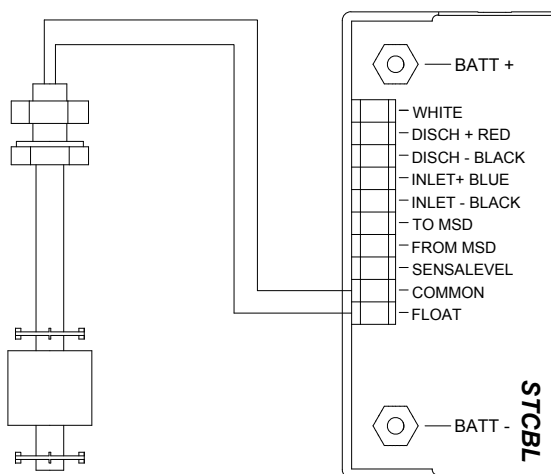 BATT +
WHITE
DISCH + RED
DISCH - BLACK
INLET+ BLUE
INLET - BLACK
TO MSD
FROM MSD
SENSALEVEL
COMMON
FLOAT
BATT -
STCBL